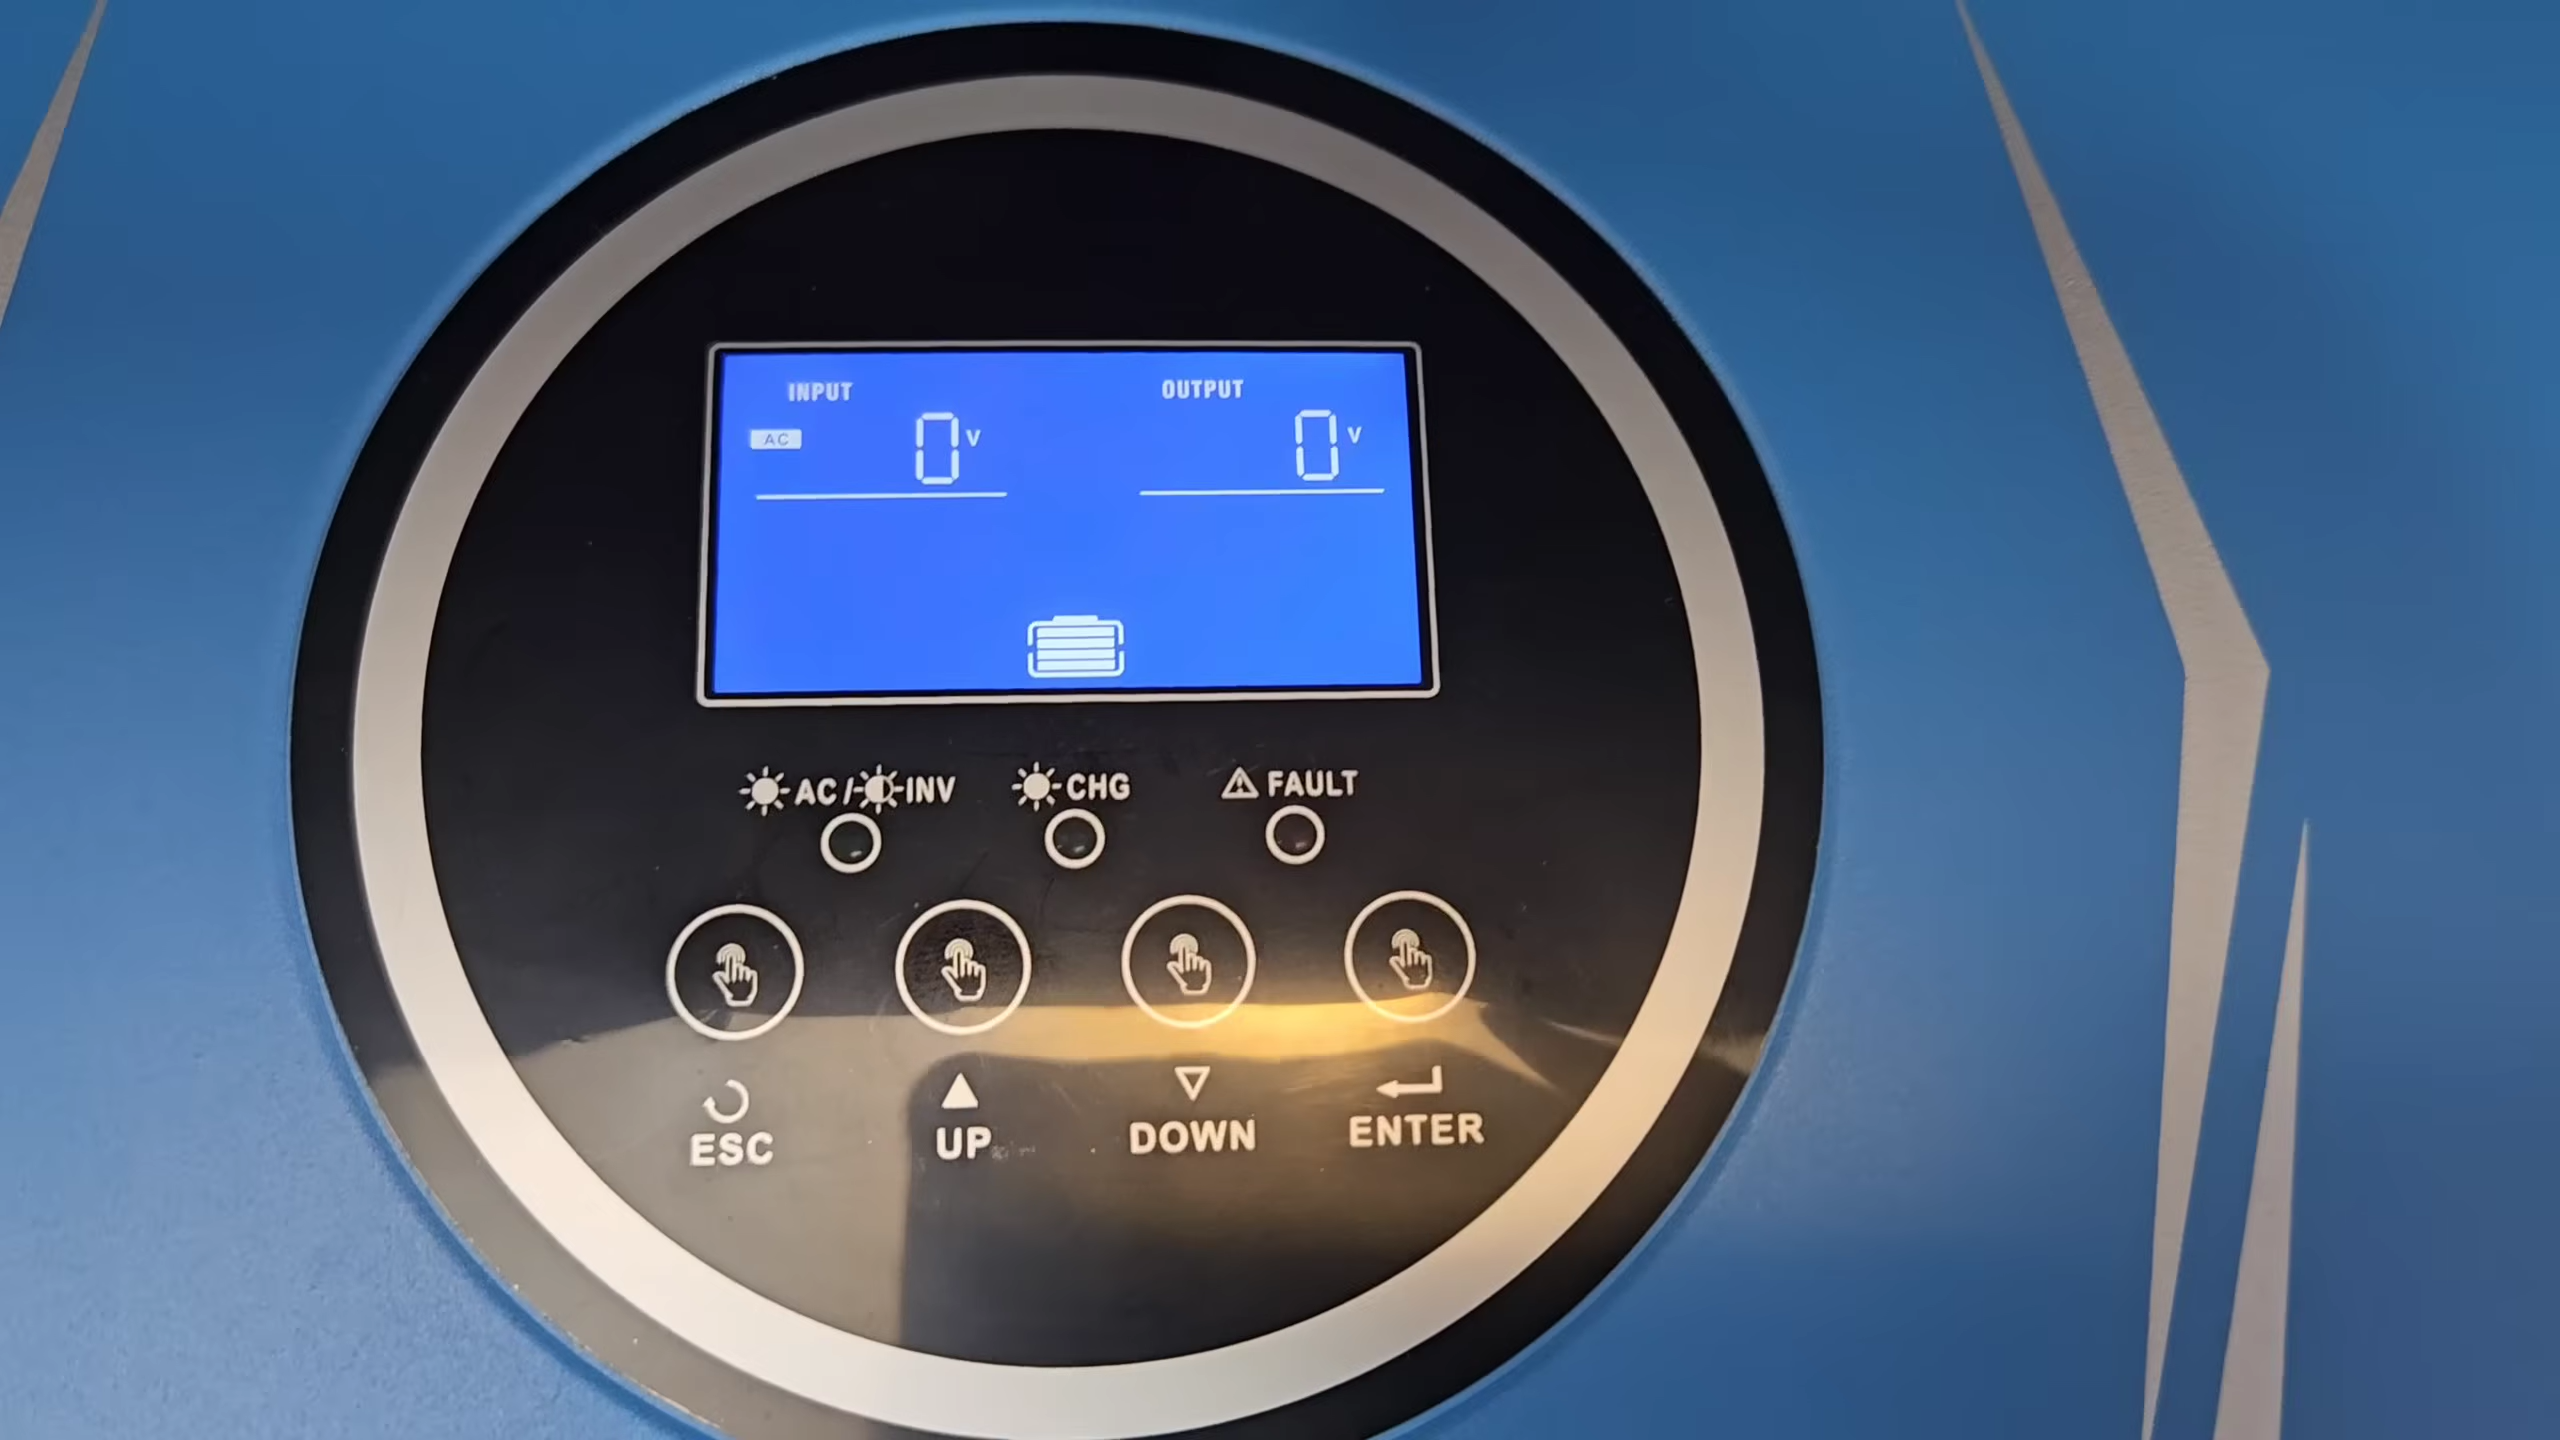 INPUT OUTPUT
AC 0 V 0 V
AC / INV CHG FAULT
ESC UP DOWN ENTER